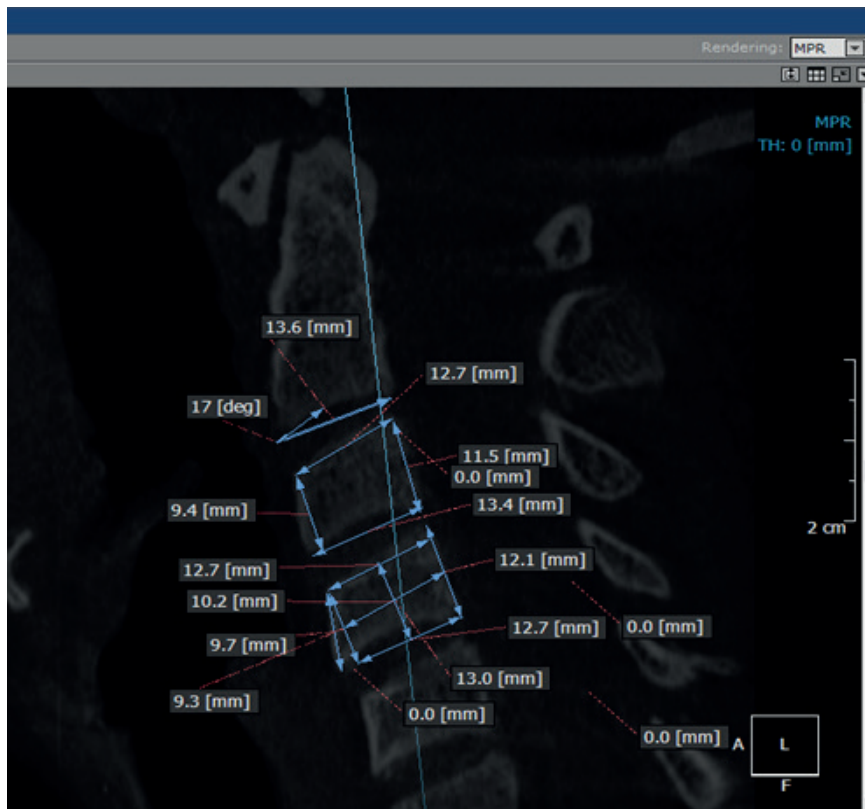 Rendering: MPR
MPR
TH: 0 [mm]
13.6 [mm]
12.7 [mm]
17 [deg]
11.5 [mm]
0.0 [mm]
9.4 [mm]
13.4 [mm]
2 cm
12.7 [mm]
12.1 [mm]
10.2 [mm]
12.7 [mm]
0.0 [mm]
9.7 [mm]
13.0 [mm]
9.3 [mm]
0.0 [mm]
0.0 [mm]
A L
F